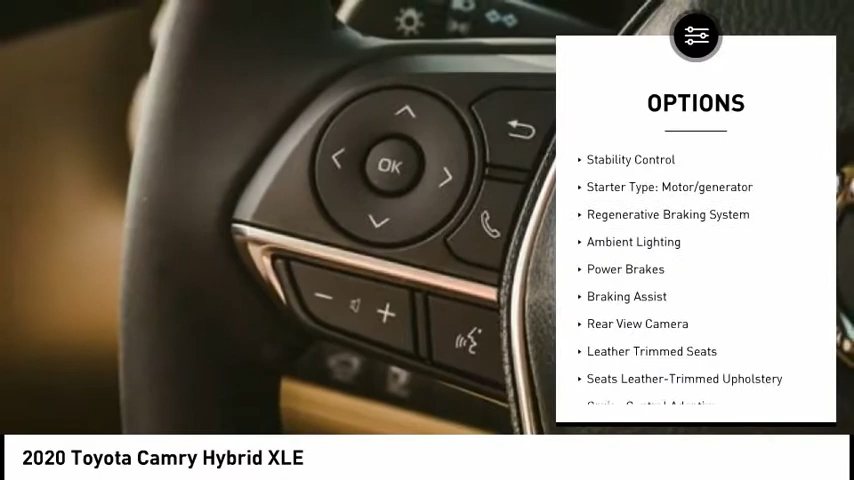 OK
OPTIONS
Stability Control
Starter Type: Motor/generator
Regenerative Braking System
Ambient Lighting
Power Brakes
Braking Assist
Rear View Camera
Leather Trimmed Seats
Seats Leather-Trimmed Upholstery
2020 Toyota Camry Hybrid XLE